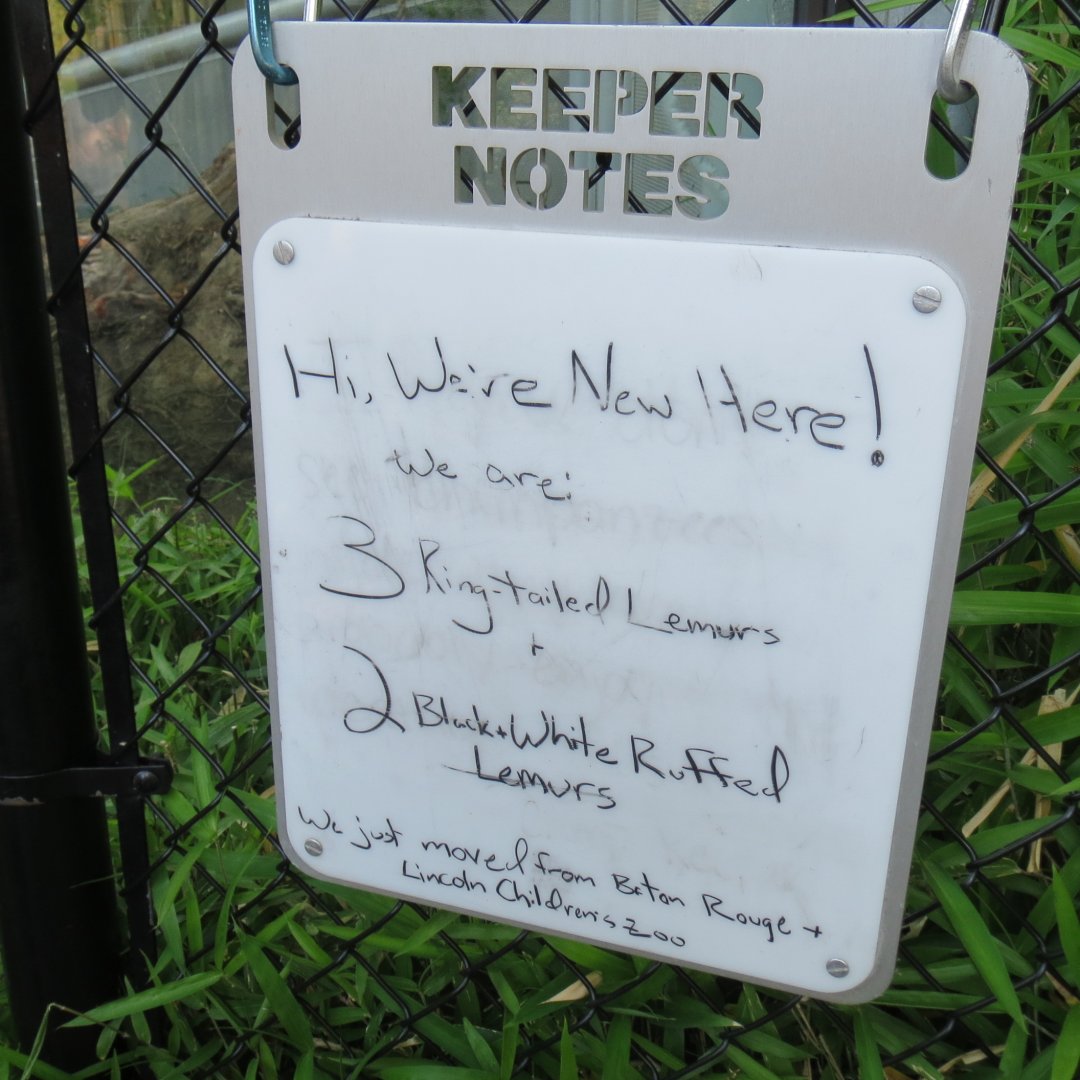 KEEPER
NOTES
Hi, We're New Here!
We are:
3 Ring-tailed Lemurs
+
2 Black+White Ruffed
Lemurs
We just moved from Baton Rouge +
Lincoln Children's Zoo